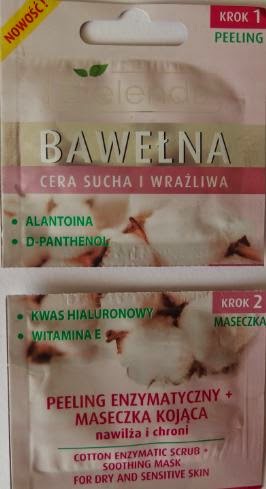 NOWOŚĆ!
KROK 1
PEELING
Bielenda
BAWEŁNA
CERA SUCHA I WRAŻLIWA
• ALANTOINA
• D-PANTHENOL
KROK 2
MASECZKA
• KWAS HIALURONOWY
• WITAMINA E
PEELING ENZYMATYCZNY +
MASECZKA KOJĄCA
nawilża i chroni
COTTON ENZYMATIC SCRUB +
SOOTHING MASK
FOR DRY AND SENSITIVE SKIN